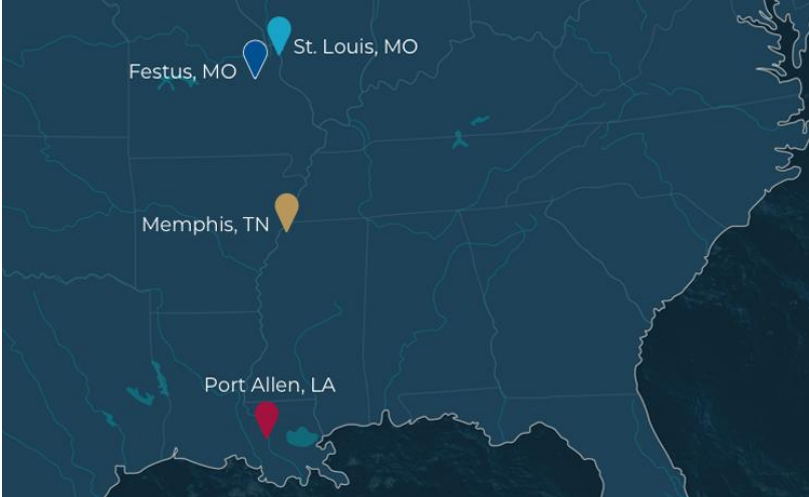 St. Louis, MO
Festus, MO
Memphis, TN
Port Allen, LA